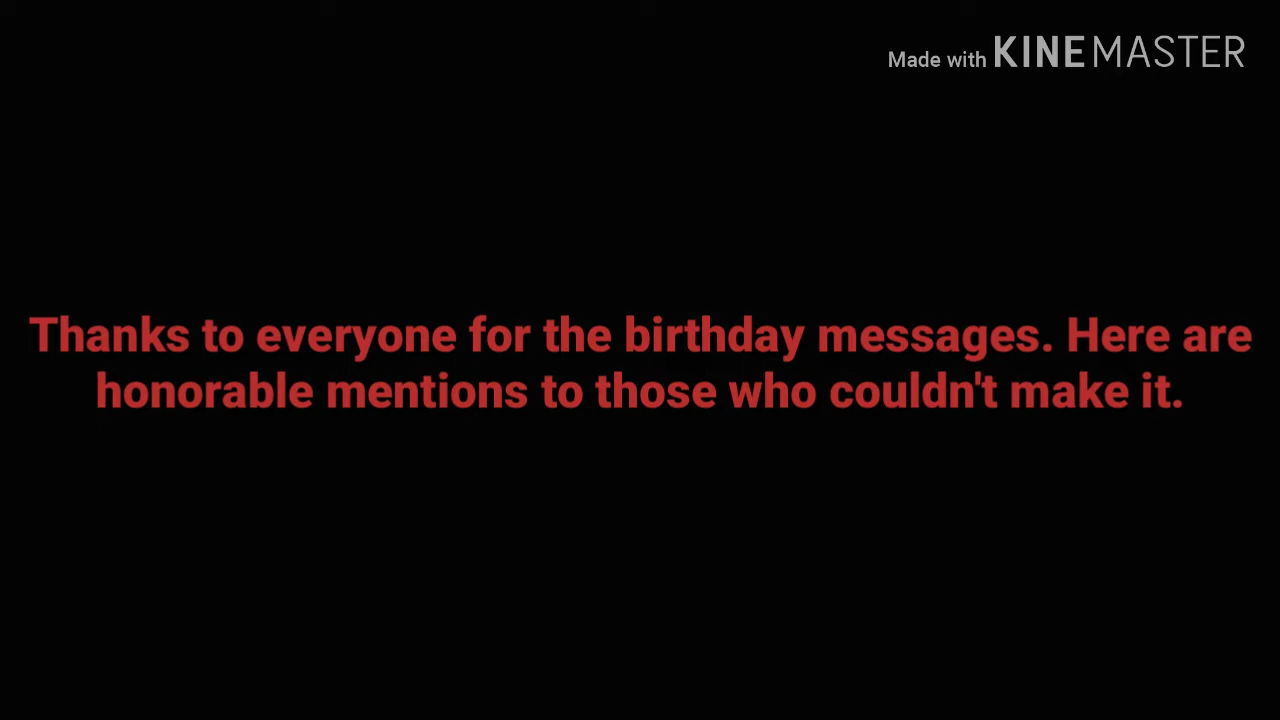 Made with KINEMASTER
Thanks to everyone for the birthday messages. Here are
honorable mentions to those who couldn't make it.